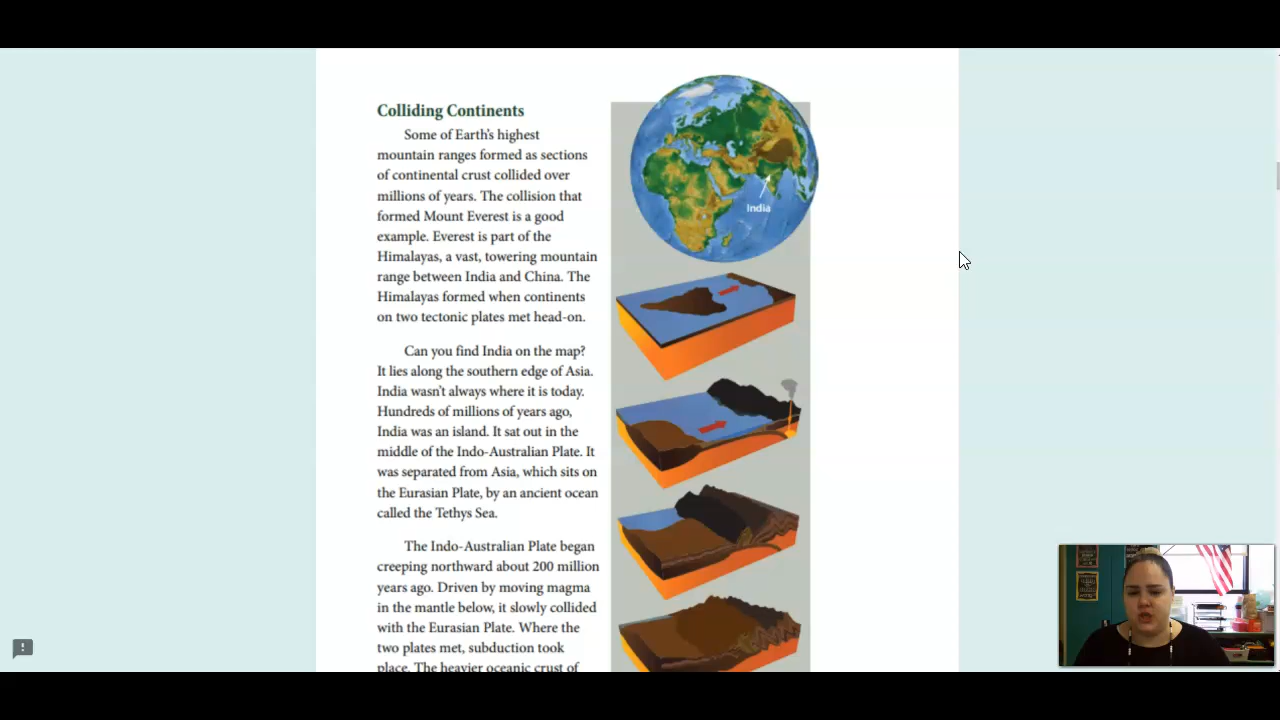 Colliding Continents
Some of Earth's highest
mountain ranges formed as sections
of continental crust collided over
millions of years. The collision that
formed Mount Everest is a good
example. Everest is part of the
Himalayas, a vast, towering mountain
range between India and China. The
Himalayas formed when continents
on two tectonic plates met head-on.
Can you find India on the map?
It lies along the southern edge of Asia.
India wasn't always where it is today.
Hundreds of millions of years ago,
India was an island. It sat out in the
middle of the Indo-Australian Plate. It
was separated from Asia, which sits on
the Eurasian Plate, by an ancient ocean
called the Tethys Sea.
The Indo-Australian Plate began
creeping northward about 200 million
years ago. Driven by moving magma
in the mantle below, it slowly collided
with the Eurasian Plate. Where the
two plates met, subduction took
place. The heavier oceanic crust of
India